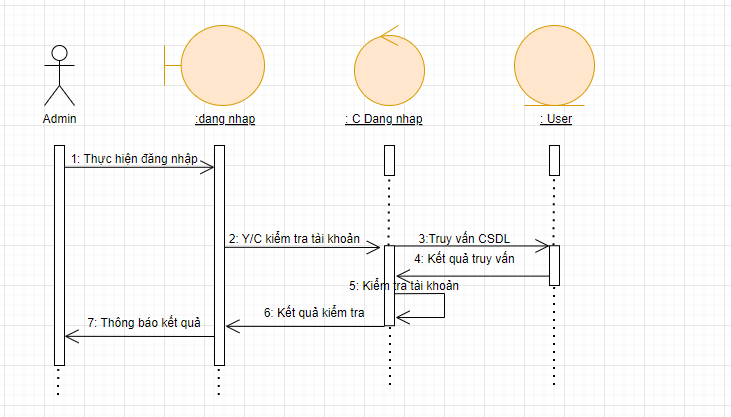 Admin
:dang nhap
: C Dang nhap
: User
1: Thực hiện đăng nhập
2: Y/C kiểm tra tài khoản
3:Truy vấn CSDL
4: Kết quả truy vấn
5: Kiểm tra tài khoản
6: Kết quả kiểm tra
7: Thông báo kết quả